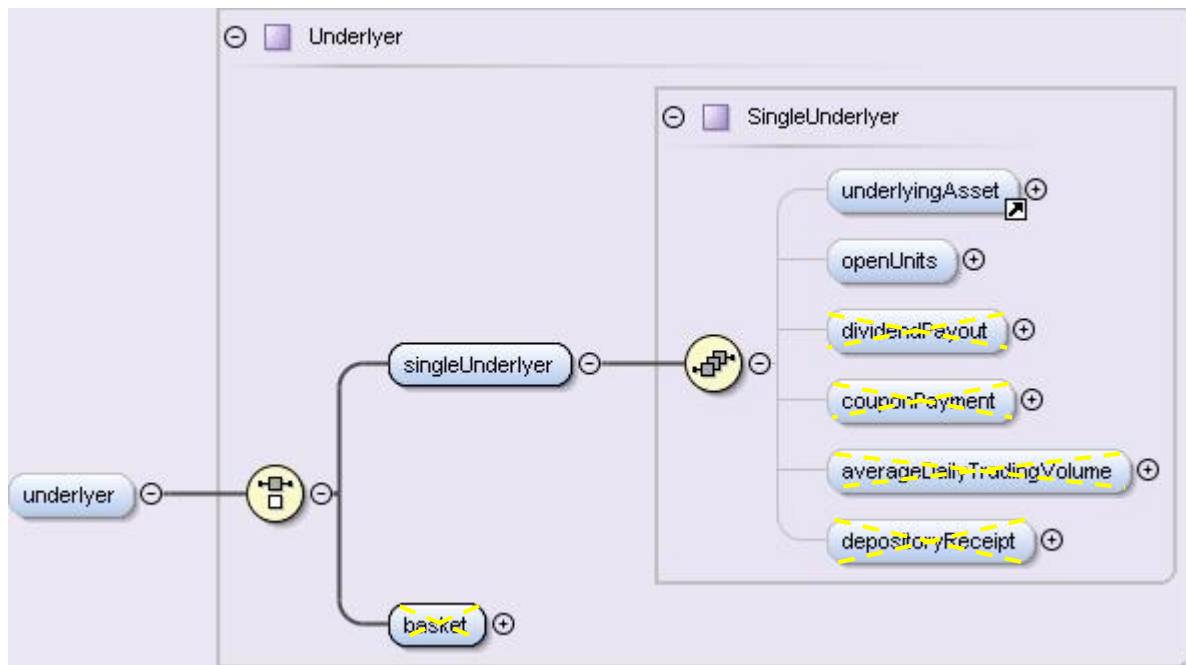 Underlyer
SingleUnderlyer
underlyingAsset
openUnits
dividendPayout
singleUnderlyer
couponPayment
averageDailyTradingVolume
underlyer
depositoryReceipt
basket